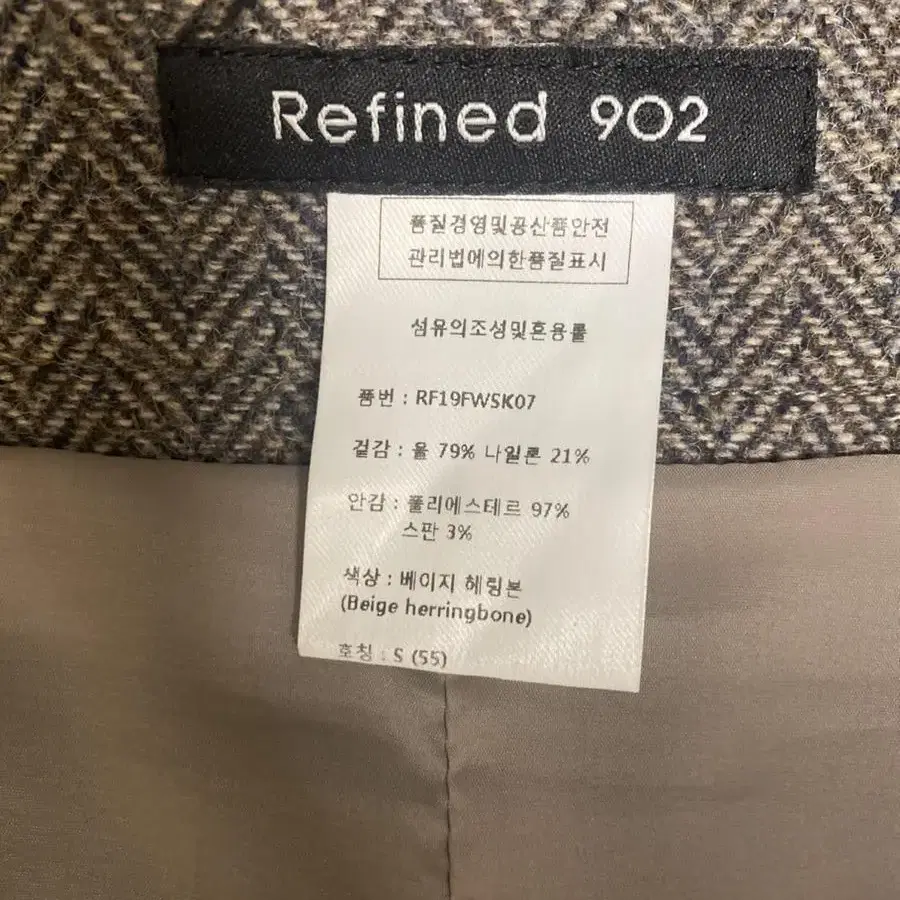 Refined 902
품질경영및공산품안전
관리법에의한품질표시
섬유의조성및혼용률
품번 : RF19FWSK07
겉감 : 울 79% 나일론 21%
안감 : 폴리에스테르 97%
스판 3%
색상 : 베이지 헤링본
(Beige herringbone)
호칭 : S (55)